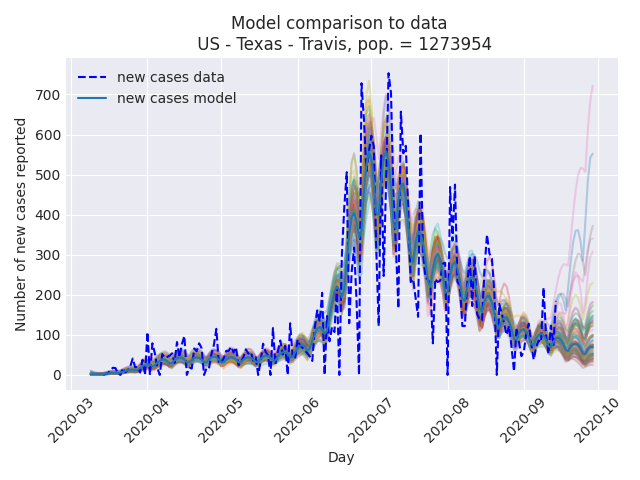 Model comparison to data
US - Texas - Travis, pop. = 1273954
new cases data
new cases model
Number of new cases reported
700
600
500
400
300
200
100
0
2020-03
2020-04
2020-05
2020-06
2020-07
2020-08
2020-09
2020-10
Day